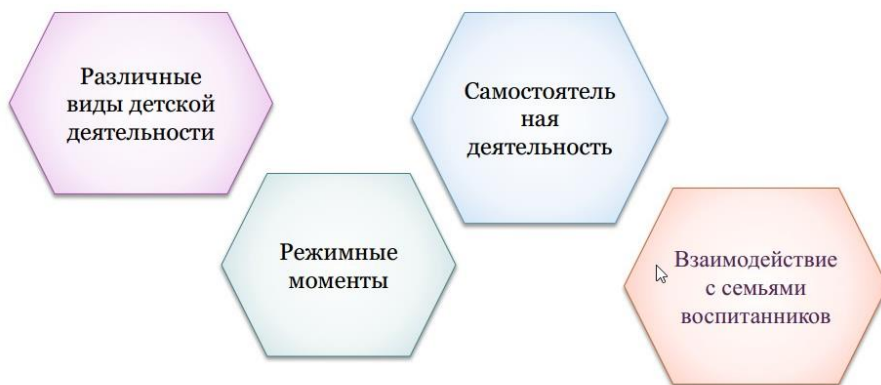 Различные
виды детской
деятельности
Самостоятель
ная
деятельность
Режимные
моменты
Взаимодействие
с семьями
воспитанников